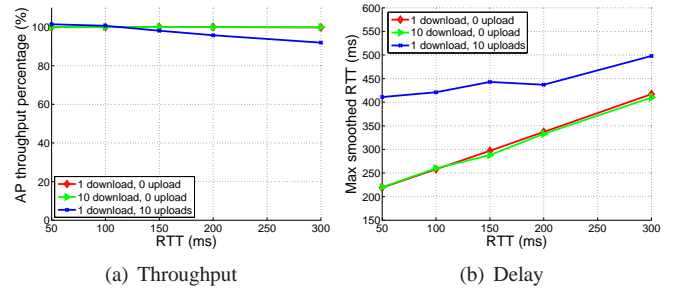 100
80
60
40
20
0
AP throughput percentage (%)
1 download, 0 upload
10 download, 0 upload
1 download, 10 uploads
50 100 150 200 250 300
RTT (ms)
(a) Throughput
500
450
400
350
300
250
200
150
Max smoothed RTT (ms)
1 download, 0 upload
10 download, 0 upload
1 download, 10 uploads
50 100 150 200 250 300
RTT (ms)
(b) Delay